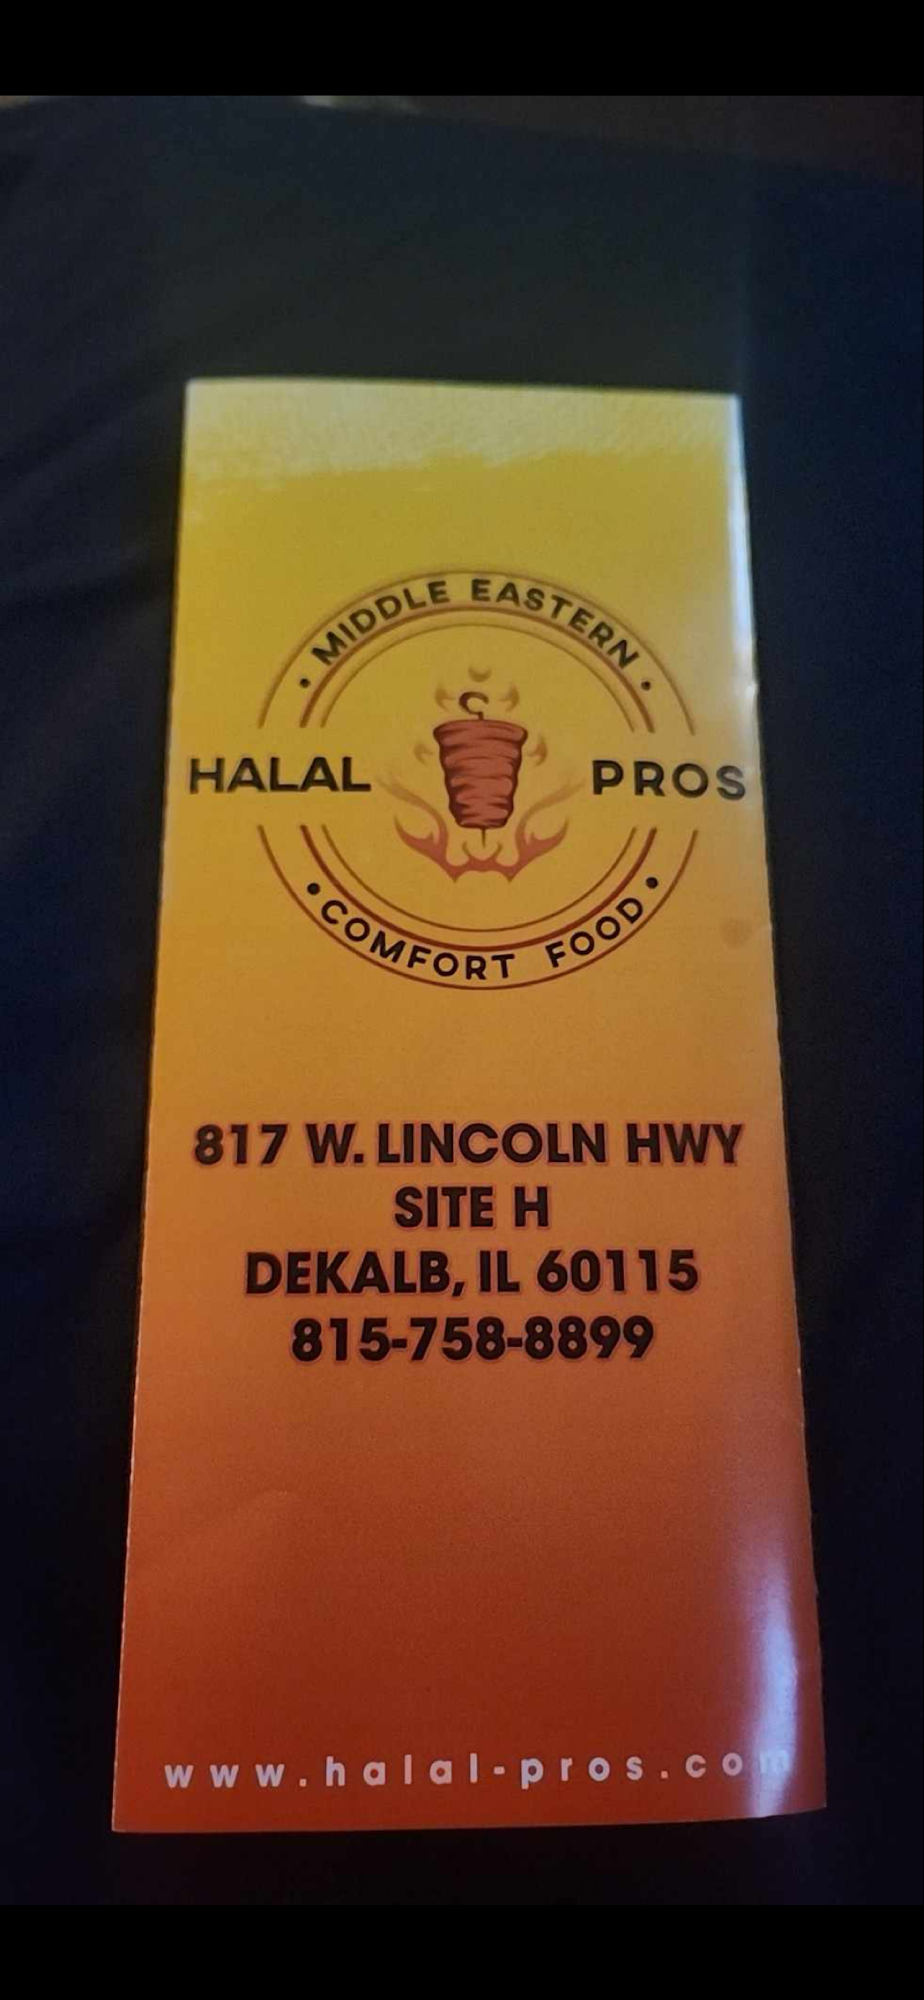 MIDDLE EASTERN
HALAL PROS
COMFORT FOOD
817 W. LINCOLN HWY
SITE H
DEKALB, IL 60115
815-758-8899
www.halal-pros.com